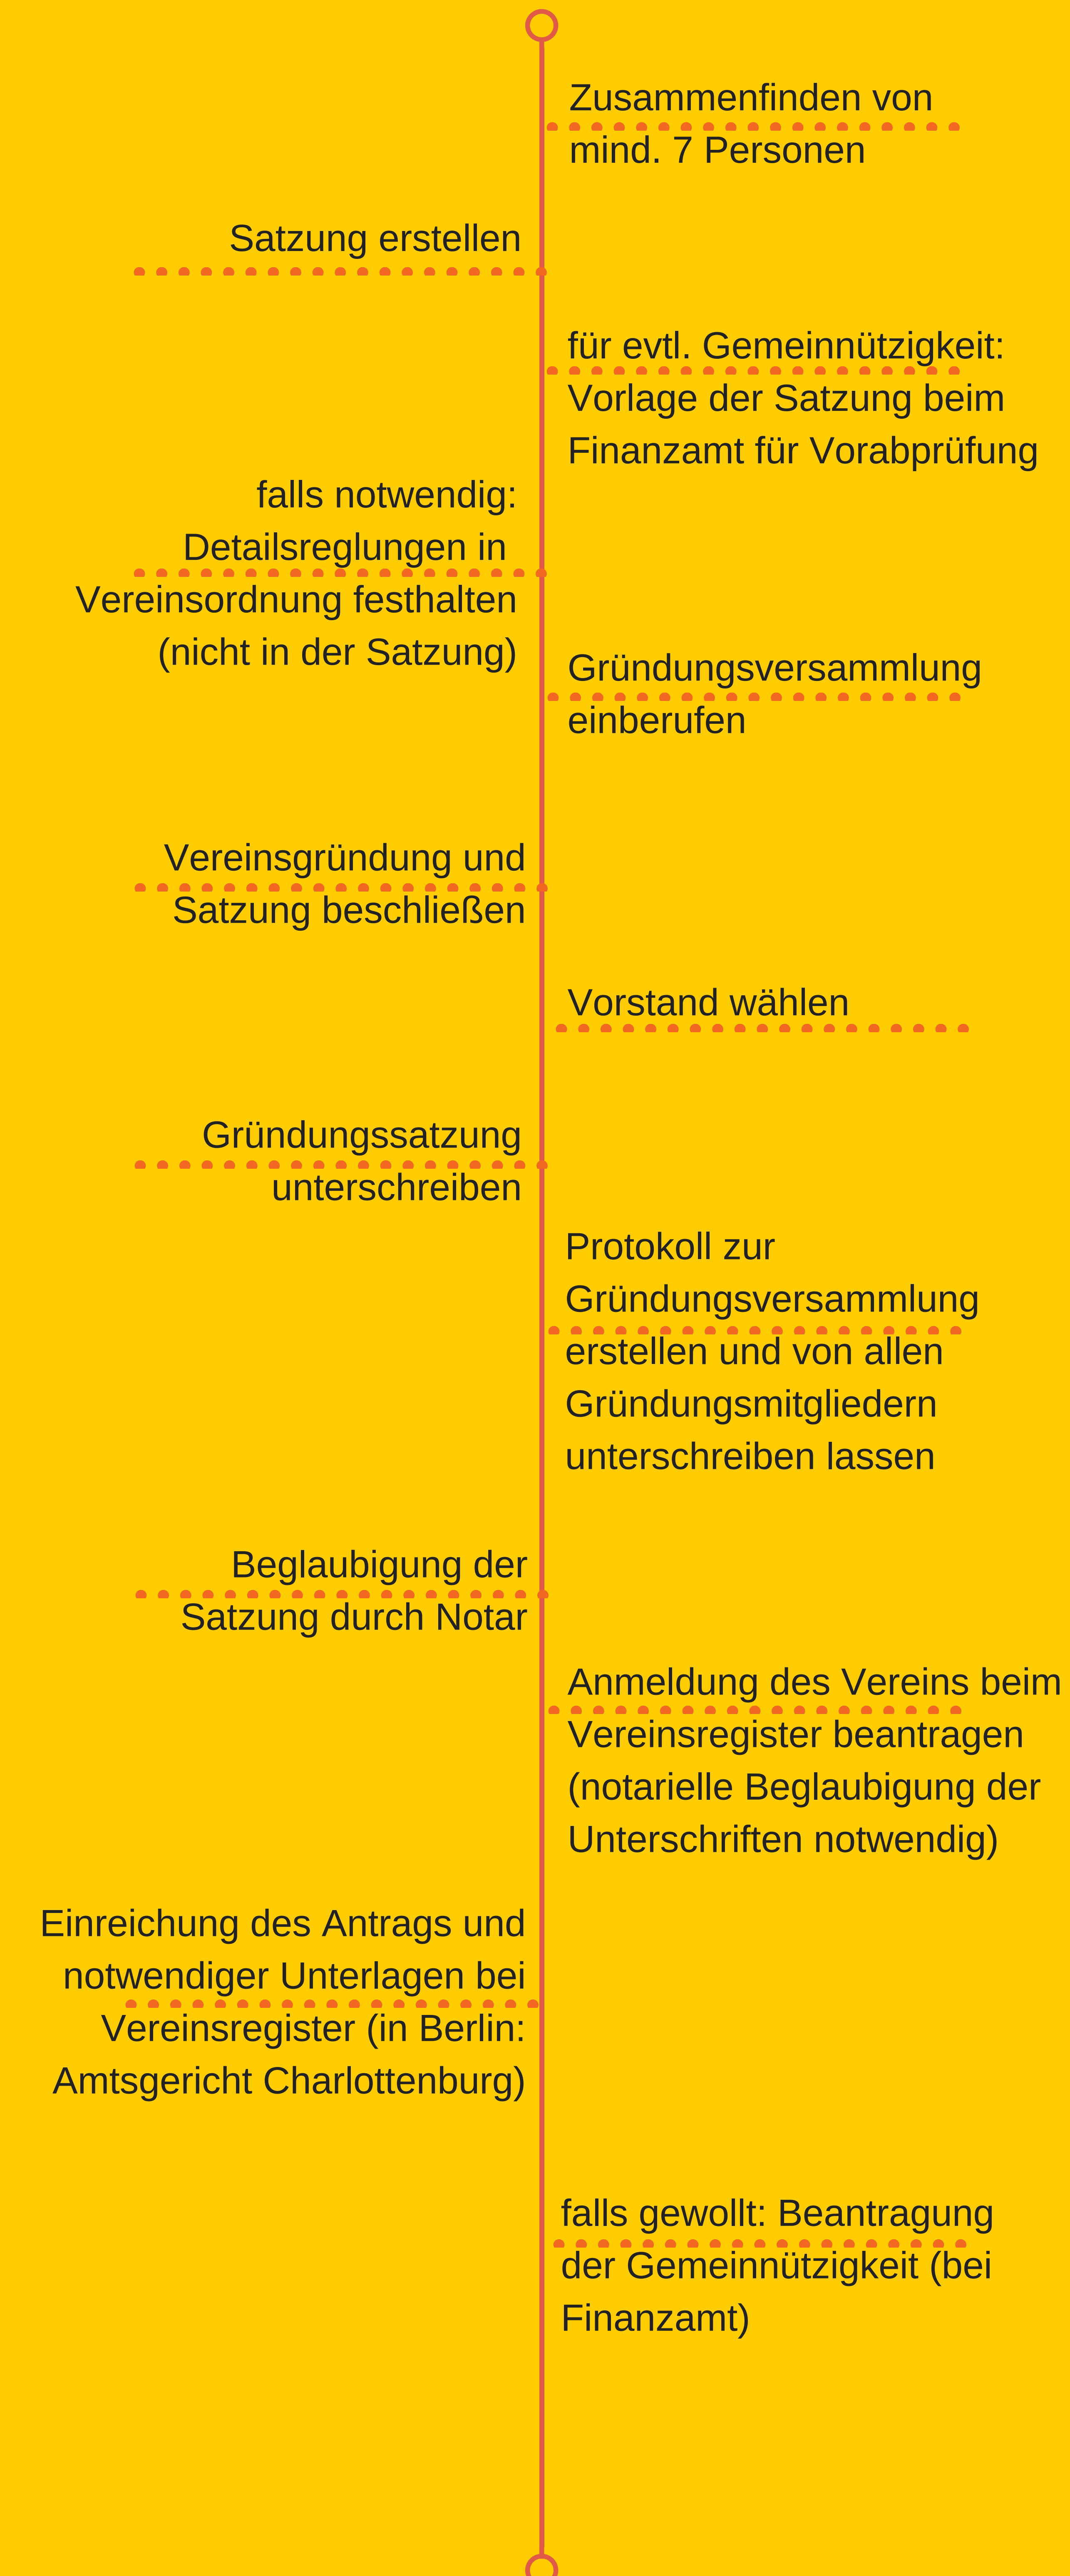 Zusammenfinden von
mind. 7 Personen
Satzung erstellen
für evtl. Gemeinnützigkeit:
Vorlage der Satzung beim
Finanzamt für Vorabprüfung
falls notwendig:
Detailsreglungen in
Vereinsordnung festhalten
(nicht in der Satzung)
Gründungsversammlung
einberufen
Vereinsgründung und
Satzung beschließen
Vorstand wählen
Gründungssatzung
unterschreiben
Protokoll zur
Gründungsversammlung
erstellen und von allen
Gründungsmitgliedern
unterschreiben lassen
Beglaubigung der
Satzung durch Notar
Anmeldung des Vereins beim
Vereinsregister beantragen
(notarielle Beglaubigung der
Unterschriften notwendig)
Einreichung des Antrags und
notwendiger Unterlagen bei
Vereinsregister (in Berlin:
Amtsgericht Charlottenburg)
falls gewollt: Beantragung
der Gemeinnützigkeit (bei
Finanzamt)